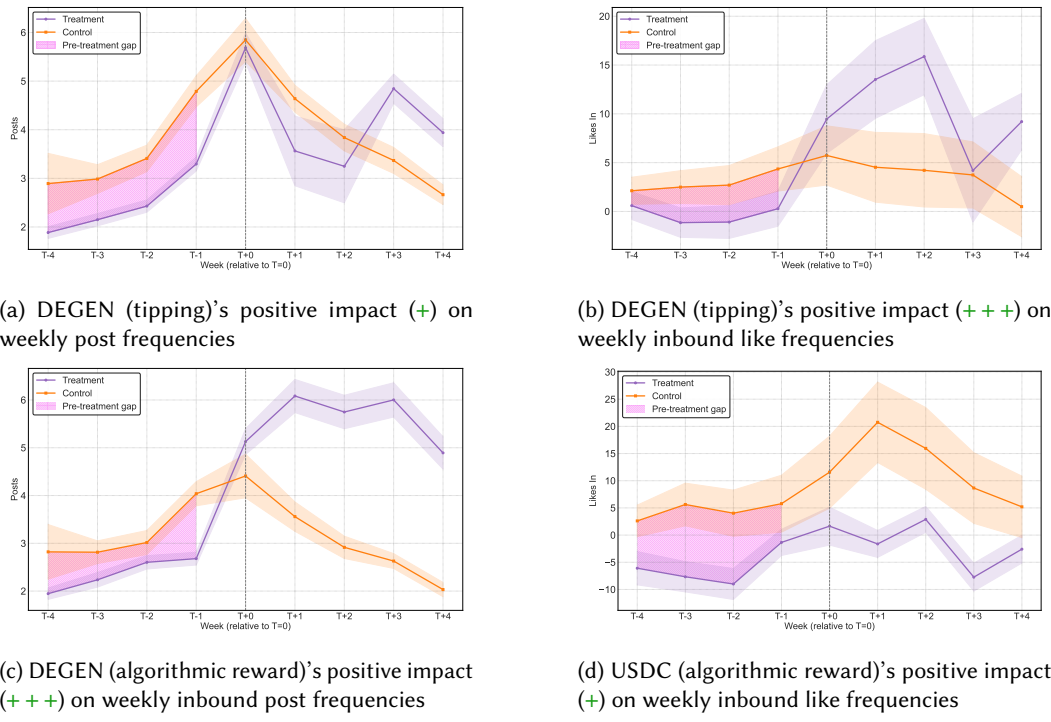 Treatment
Control
Pre-treatment gap
6
5
4
3
2
Posts
T-4 T-3 T-2 T-1 T+0 T+1 T+2 T+3 T+4
Week (relative to T=0)
(a) DEGEN (tipping)'s positive impact (+) on
weekly post frequencies
Treatment
Control
Pre-treatment gap
20
15
10
5
0
Likes In
T-4 T-3 T-2 T-1 T+0 T+1 T+2 T+3 T+4
Week (relative to T=0)
(b) DEGEN (tipping)'s positive impact (+ + +) on
weekly inbound like frequencies
Treatment
Control
Pre-treatment gap
6
5
4
3
2
Posts
T-4 T-3 T-2 T-1 T+0 T+1 T+2 T+3 T+4
Week (relative to T=0)
(c) DEGEN (algorithmic reward)'s positive impact
(+ + +) on weekly inbound post frequencies
Treatment
Control
Pre-treatment gap
30
25
20
15
10
5
0
−5
−10
Likes In
T-4 T-3 T-2 T-1 T+0 T+1 T+2 T+3 T+4
Week (relative to T=0)
(d) USDC (algorithmic reward)'s positive impact
(+) on weekly inbound like frequencies